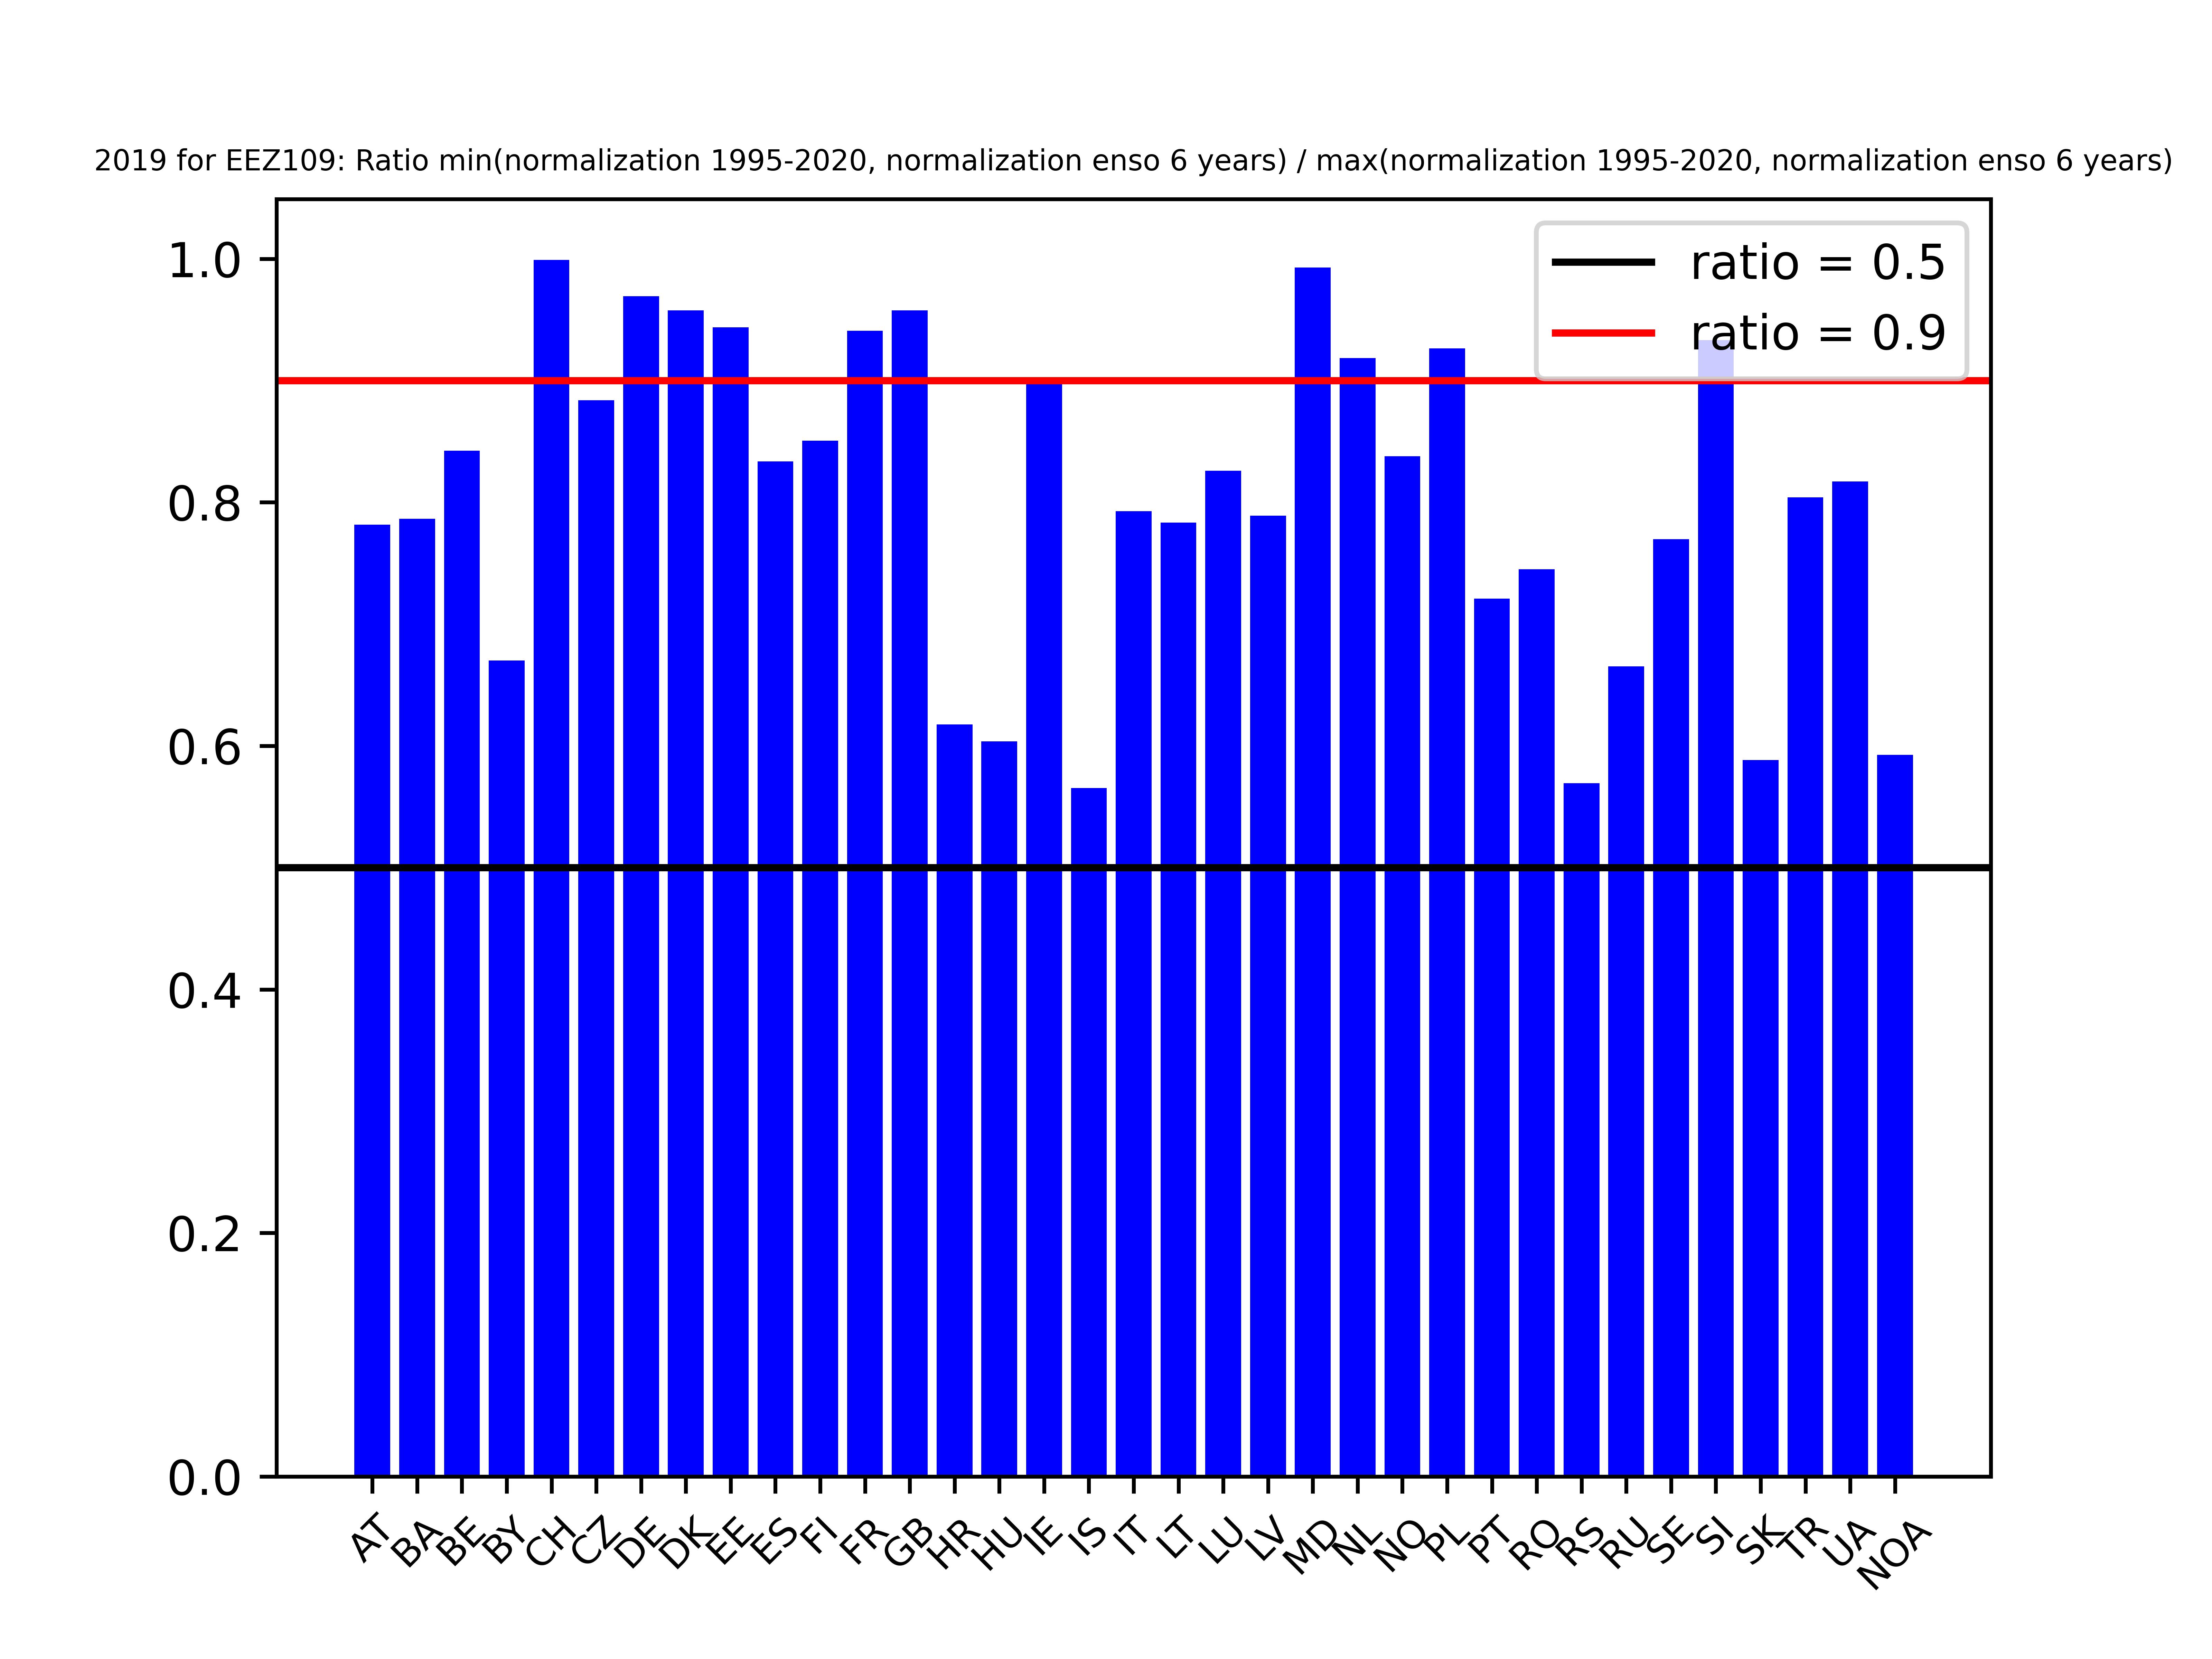 2019 for EEZ109: Ratio min(normalization 1995-2020, normalization enso 6 years) / max(normalization 1995-2020, normalization enso 6 years)
ratio = 0.5
ratio = 0.9
1.0
0.8
0.6
0.4
0.2
0.0
AT BA BE BY CH CZ DE DK EE ES FI FR GB HR HU IE IS IT LT LU LV MD NL NO PL PT RO RS RU SE SI SK TR UA NOA